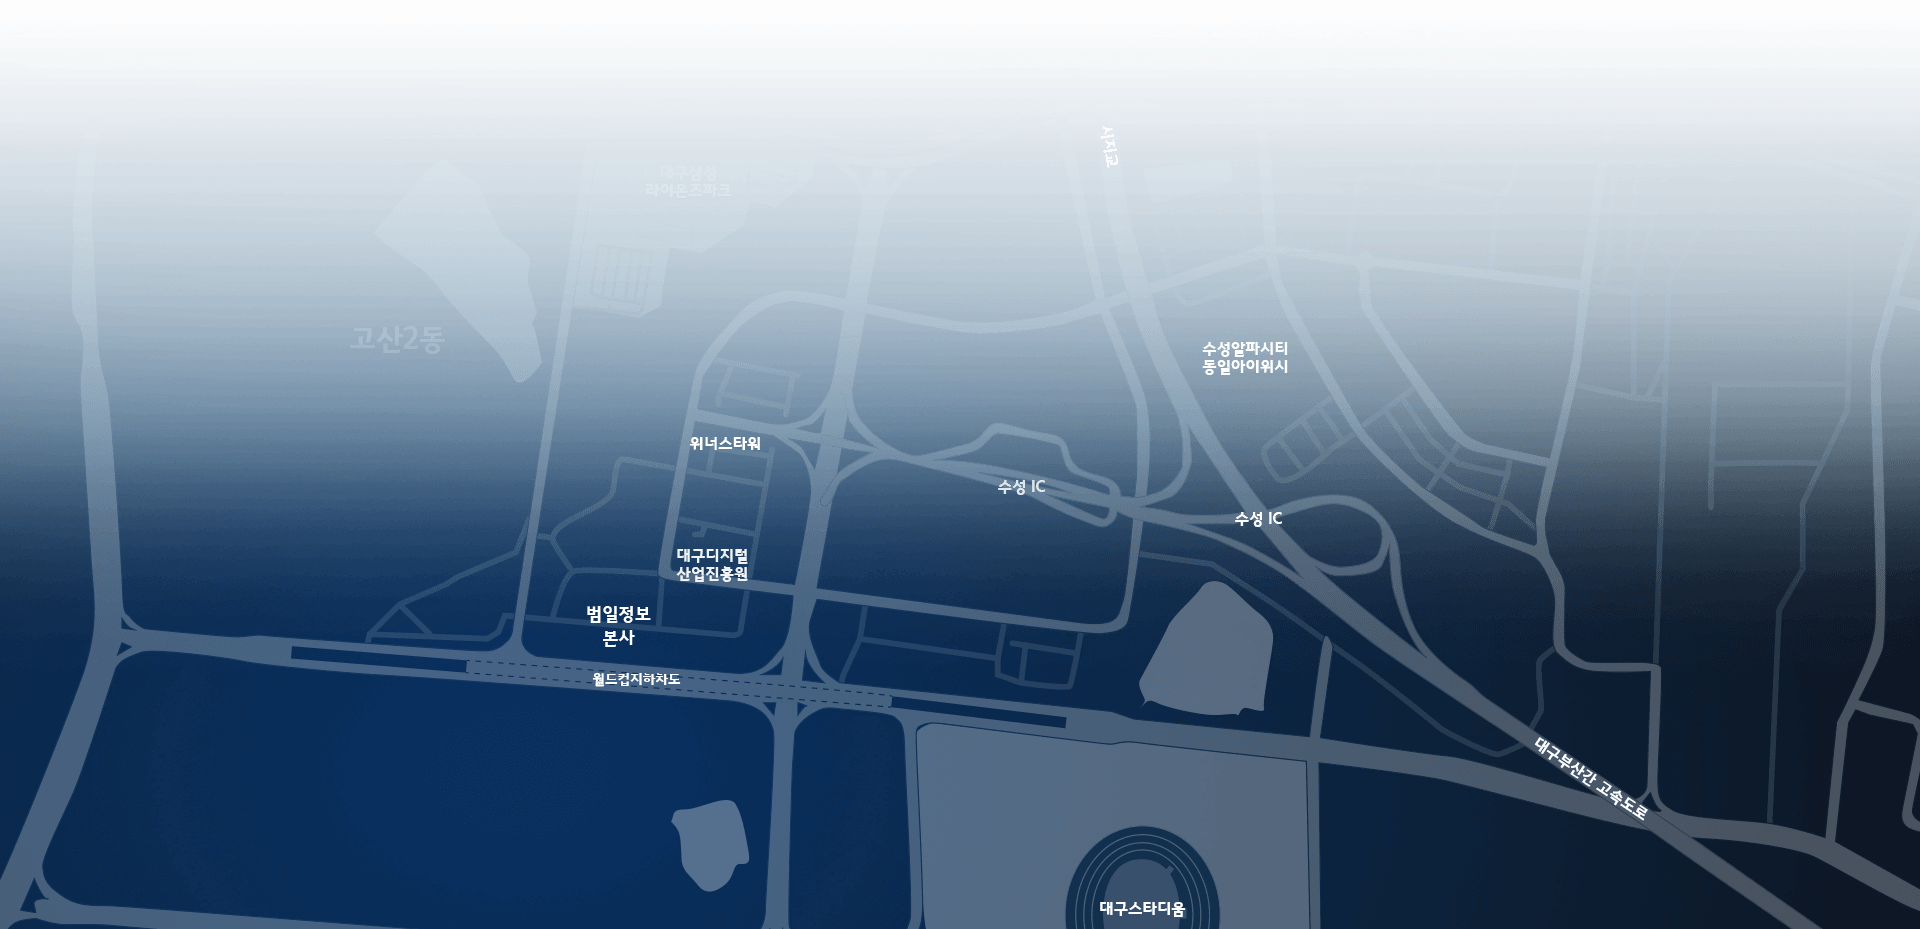 시지교
대구삼성
라이온즈파크
고산2동
수성알파시티
동일아이위시
위너스타워
수성 IC
수성 IC
대구디지털
산업진흥원
범일정보
본사
월드컵지하차도
대구부산간 고속도로
대구스타디움